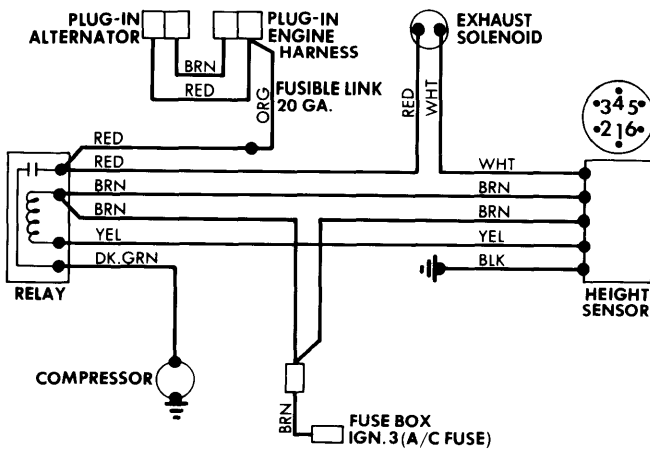 PLUG-IN
ALTERNATOR
PLUG-IN
ENGINE
HARNESS
EXHAUST
SOLENOID
BRN
RED
ORG
FUSIBLE LINK
20 GA.
RED
WHT
345
216
RED
RED
WHT
BRN
BRN
BRN
BRN
YEL
YEL
DK.GRN
BLK
RELAY
HEIGHT
SENSOR
COMPRESSOR
BRN
FUSE BOX
IGN. 3 (A/C FUSE)